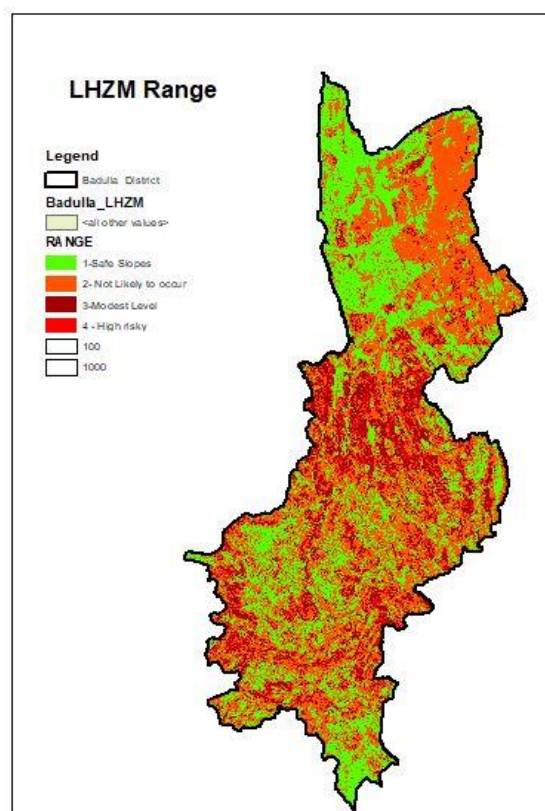 LHZM Range
Legend
Badulla District
Badulla_LHZM
<all other values>
RANGE
1-Safe Slopes
2- Not Likely to occur
3-Modest Level
4 - High risky
100
1000